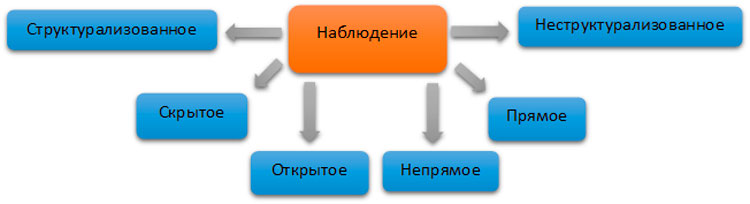 Наблюдение
Структурализованное
Неструктурализованное
Скрытое
Прямое
Открытое
Непрямое